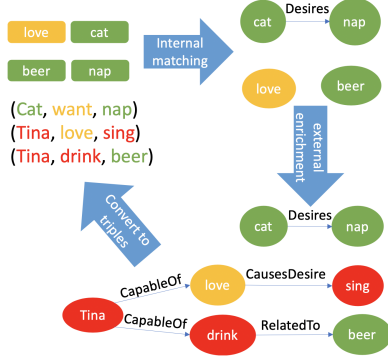 love cat
beer nap
(Cat, want, nap)
(Tina, love, sing)
(Tina, drink, beer)
Internal
matching
cat Desires nap
love beer
external
enrichment
cat Desires nap
Convert to
triples
Tina CapableOf love CausesDesire sing
CapableOf drink RelatedTo beer